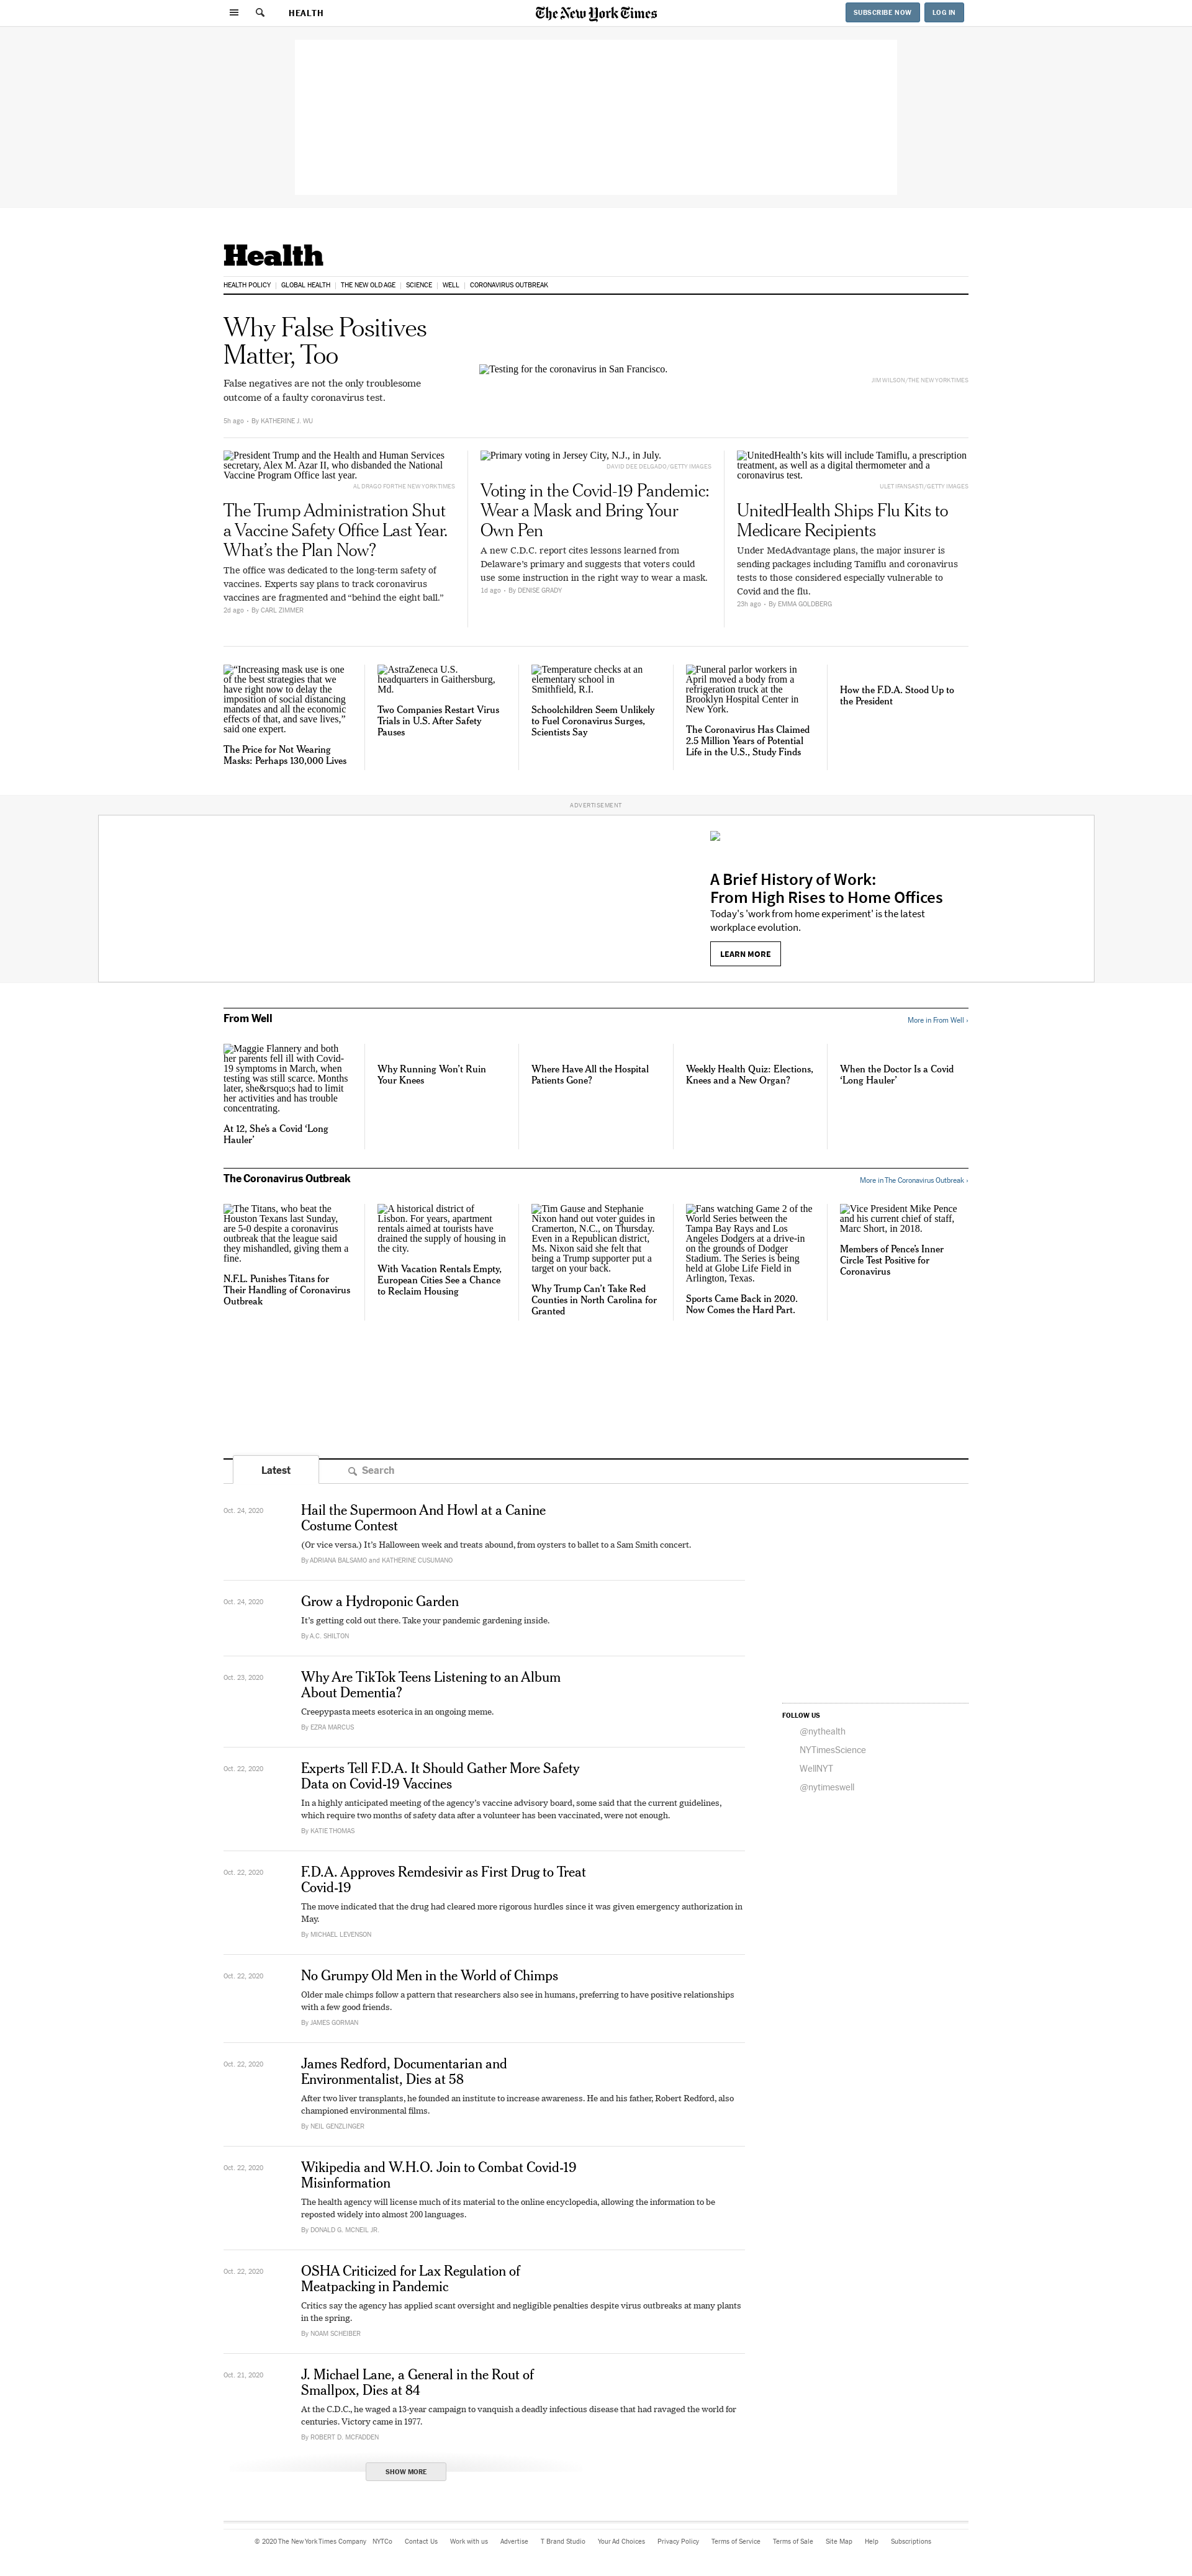 HEALTH
The New York Times
SUBSCRIBE NOW
LOG IN
Health
HEALTH POLICY | GLOBAL HEALTH | THE NEW OLD AGE | SCIENCE | WELL | CORONAVIRUS OUTBREAK
Why False Positives
Matter, Too
False negatives are not the only troublesome
outcome of a faulty coronavirus test.
5h ago • By KATHERINE J. WU
Testing for the coronavirus in San Francisco.
JIM WILSON/THE NEW YORK TIMES
President Trump and the Health and Human Services
secretary, Alex M. Azar II, who disbanded the National
Vaccine Program Office last year.
AL DRAGO FOR THE NEW YORK TIMES
The Trump Administration Shut
a Vaccine Safety Office Last Year.
What’s the Plan Now?
The office was dedicated to the long-term safety of
vaccines. Experts say plans to track coronavirus
vaccines are fragmented and “behind the eight ball.”
2d ago • By CARL ZIMMER
Primary voting in Jersey City, N.J., in July.
DAVID DEE DELGADO/GETTY IMAGES
Voting in the Covid-19 Pandemic:
Wear a Mask and Bring Your
Own Pen
A new C.D.C. report cites lessons learned from
Delaware’s primary and suggests that voters could
use some instruction in the right way to wear a mask.
1d ago • By DENISE GRADY
UnitedHealth’s kits will include Tamiflu, a prescription
treatment, as well as a digital thermometer and a
coronavirus test.
ULET IFANSASTI/GETTY IMAGES
UnitedHealth Ships Flu Kits to
Medicare Recipients
Under MedAdvantage plans, the major insurer is
sending packages including Tamiflu and coronavirus
tests to those considered especially vulnerable to
Covid and the flu.
23h ago • By EMMA GOLDBERG
“Increasing mask use is one
of the best strategies that we
have right now to delay the
imposition of social distancing
mandates and all the economic
effects of that, and save lives,”
said one expert.
The Price for Not Wearing
Masks: Perhaps 130,000 Lives
AstraZeneca U.S.
headquarters in Gaithersburg,
Md.
Two Companies Restart Virus
Trials in U.S. After Safety
Pauses
Temperature checks at an
elementary school in
Smithfield, R.I.
Schoolchildren Seem Unlikely
to Fuel Coronavirus Surges,
Scientists Say
Funeral parlor workers in
April moved a body from a
refrigeration truck at the
Brooklyn Hospital Center in
New York.
The Coronavirus Has Claimed
2.5 Million Years of Potential
Life in the U.S., Study Finds
How the F.D.A. Stood Up to
the President
ADVERTISEMENT
A Brief History of Work:
From High Rises to Home Offices
Today's 'work from home experiment' is the latest
workplace evolution.
LEARN MORE
From Well
More in From Well ›
Maggie Flannery and both
her parents fell ill with Covid-
19 symptoms in March, when
testing was still scarce. Months
later, she&rsquo;s had to limit
her activities and has trouble
concentrating.
At 12, She’s a Covid ‘Long
Hauler’
Why Running Won’t Ruin
Your Knees
Where Have All the Hospital
Patients Gone?
Weekly Health Quiz: Elections,
Knees and a New Organ?
When the Doctor Is a Covid
‘Long Hauler’
The Coronavirus Outbreak
More in The Coronavirus Outbreak ›
The Titans, who beat the
Houston Texans last Sunday,
are 5-0 despite a coronavirus
outbreak that the league said
they mishandled, giving them a
fine.
N.F.L. Punishes Titans for
Their Handling of Coronavirus
Outbreak
A historical district of
Lisbon. For years, apartment
rentals aimed at tourists have
drained the supply of housing in
the city.
With Vacation Rentals Empty,
European Cities See a Chance
to Reclaim Housing
Tim Gause and Stephanie
Nixon hand out voter guides in
Cramerton, N.C., on Thursday.
Even in a Republican district,
Ms. Nixon said she felt that
being a Trump supporter put a
target on your back.
Why Trump Can’t Take Red
Counties in North Carolina for
Granted
Fans watching Game 2 of the
World Series between the
Tampa Bay Rays and Los
Angeles Dodgers at a drive-in
on the grounds of Dodger
Stadium. The Series is being
held at Globe Life Field in
Arlington, Texas.
Sports Came Back in 2020.
Now Comes the Hard Part.
Vice President Mike Pence
and his current chief of staff,
Marc Short, in 2018.
Members of Pence’s Inner
Circle Test Positive for
Coronavirus
Latest
Search
Oct. 24, 2020
Hail the Supermoon And Howl at a Canine
Costume Contest
(Or vice versa.) It’s Halloween week and treats abound, from oysters to ballet to a Sam Smith concert.
By ADRIANA BALSAMO and KATHERINE CUSUMANO
Oct. 24, 2020
Grow a Hydroponic Garden
It’s getting cold out there. Take your pandemic gardening inside.
By A.C. SHILTON
Oct. 23, 2020
Why Are TikTok Teens Listening to an Album
About Dementia?
Creepypasta meets esoterica in an ongoing meme.
By EZRA MARCUS
FOLLOW US
@nythealth
NYTimesScience
WellNYT
@nytimeswell
Oct. 22, 2020
Experts Tell F.D.A. It Should Gather More Safety
Data on Covid-19 Vaccines
In a highly anticipated meeting of the agency’s vaccine advisory board, some said that the current guidelines,
which require two months of safety data after a volunteer has been vaccinated, were not enough.
By KATIE THOMAS
Oct. 22, 2020
F.D.A. Approves Remdesivir as First Drug to Treat
Covid-19
The move indicated that the drug had cleared more rigorous hurdles since it was given emergency authorization in
May.
By MICHAEL LEVENSON
Oct. 22, 2020
No Grumpy Old Men in the World of Chimps
Older male chimps follow a pattern that researchers also see in humans, preferring to have positive relationships
with a few good friends.
By JAMES GORMAN
Oct. 22, 2020
James Redford, Documentarian and
Environmentalist, Dies at 58
After two liver transplants, he founded an institute to increase awareness. He and his father, Robert Redford, also
championed environmental films.
By NEIL GENZLINGER
Oct. 22, 2020
Wikipedia and W.H.O. Join to Combat Covid-19
Misinformation
The health agency will license much of its material to the online encyclopedia, allowing the information to be
reposted widely into almost 200 languages.
By DONALD G. MCNEIL JR.
Oct. 22, 2020
OSHA Criticized for Lax Regulation of
Meatpacking in Pandemic
Critics say the agency has applied scant oversight and negligible penalties despite virus outbreaks at many plants
in the spring.
By NOAM SCHEIBER
Oct. 21, 2020
J. Michael Lane, a General in the Rout of
Smallpox, Dies at 84
At the C.D.C., he waged a 13-year campaign to vanquish a deadly infectious disease that had ravaged the world for
centuries. Victory came in 1977.
By ROBERT D. MCFADDEN
SHOW MORE
© 2020 The New York Times Company NYTCo Contact Us Work with us Advertise T Brand Studio Your Ad Choices Privacy Policy Terms of Service Terms of Sale Site Map Help Subscriptions